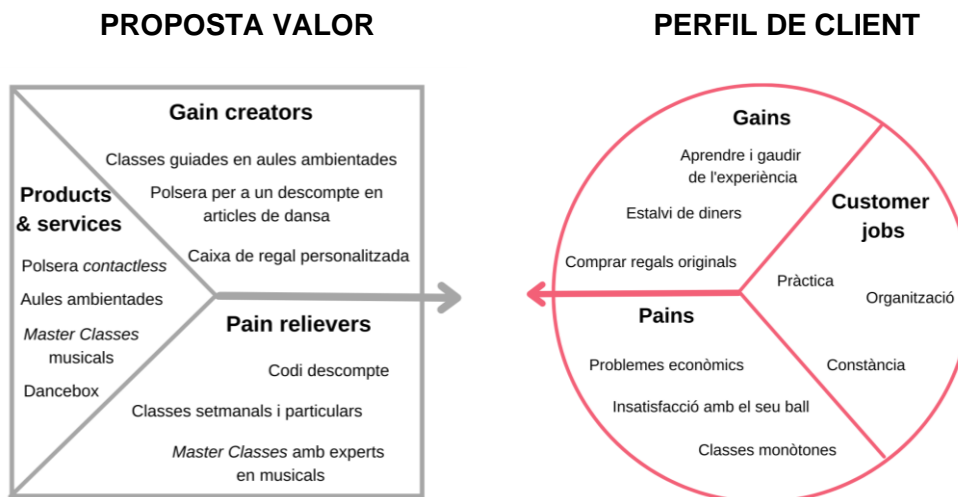 PROPOSTA VALOR
PERFIL DE CLIENT
Gain creators
Classes guiades en aules ambientades
Polsera per a un descompte en
articles de dansa
Caixa de regal personalitzada
Products
& services
Polsera contactless
Aules ambientades
Master Classes
musicals
Dancebox
Pain relievers
Codi descompte
Classes setmanals i particulars
Master Classes amb experts
en musicals
Gains
Aprendre i gaudir
de l'experiència
Estalvi de diners
Comprar regals originals
Customer
jobs
Pràctica
Organització
Constància
Pains
Problemes econòmics
Insatisfacció amb el seu ball
Classes monòtones